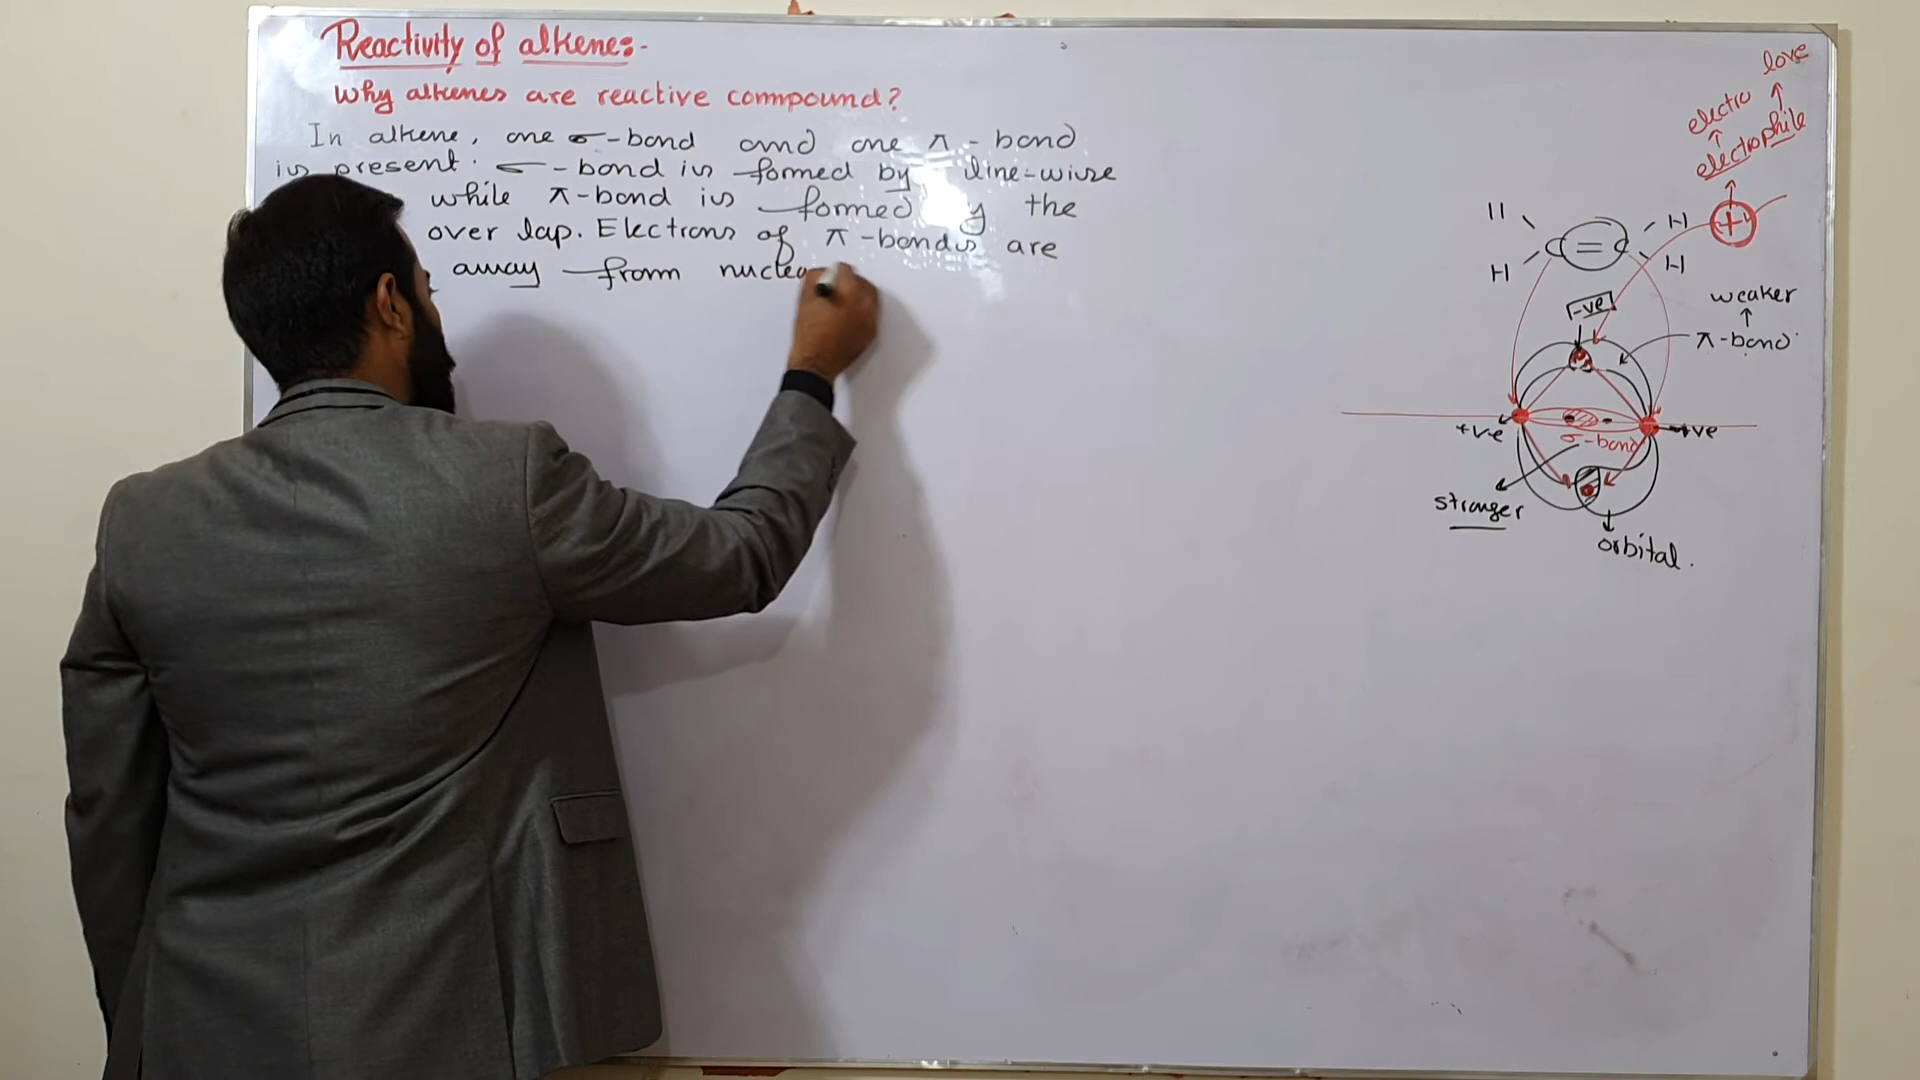 Reactivity of alkenes:-
Why alkenes are reactive compound?
In alkene, one σ-bond and one π-bond
is present. σ-bond is formed by line-wise
while π-bond is formed by the
over lap. Electrons of π-bonds are
away from nuclea
love
electro
electrophile
+
H
H
=
H
H
-ve
weaker
π-bond
+ve
+ve
σ-bond
stronger
orbital.